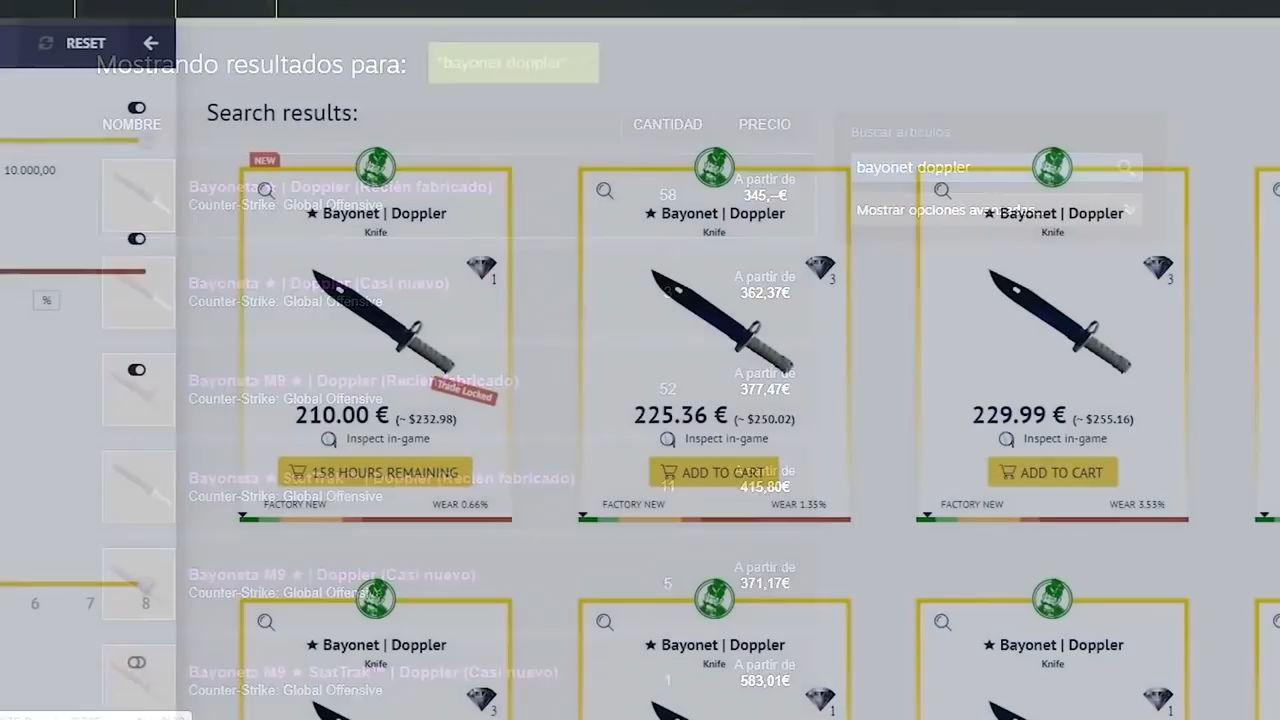 RESET
Mostrando resultados para:
"bayonet doppler"
Search results:
NOMBRE
CANTIDAD
PRECIO
Buscar artículos
bayonet doppler
Mostrar opciones avanzadas
10.000,00
%
6 7 8
NEW
★ Bayonet | Doppler
Knife
1
Trade Locked
210.00 € (~ $232.98)
Inspect in-game
158 HOURS REMAINING
FACTORY NEW WEAR 0.66%
★ Bayonet | Doppler
Knife
3
225.36 € (~ $250.02)
Inspect in-game
ADD TO CART
FACTORY NEW WEAR 1.35%
★ Bayonet | Doppler
Knife
3
229.99 € (~ $255.16)
Inspect in-game
ADD TO CART
FACTORY NEW WEAR 3.53%
Bayoneta ★ | Doppler (Recién fabricado)
Counter-Strike: Global Offensive
58
A partir de
345,--€
Bayoneta ★ | Doppler (Casi nuevo)
Counter-Strike: Global Offensive
A partir de
362,37€
Bayoneta M9 ★ | Doppler (Recién fabricado)
Counter-Strike: Global Offensive
52
A partir de
377,47€
Bayoneta ★ StatTrak™ | Doppler (Recién fabricado)
Counter-Strike: Global Offensive
11
A partir de
415,80€
Bayoneta M9 ★ | Doppler (Casi nuevo)
Counter-Strike: Global Offensive
5
A partir de
371,17€
Bayoneta M9 ★ StatTrak™ | Doppler (Casi nuevo)
Counter-Strike: Global Offensive
1
A partir de
583,01€
★ Bayonet | Doppler
Knife
3
★ Bayonet | Doppler
1
★ Bayonet | Doppler
Knife
1